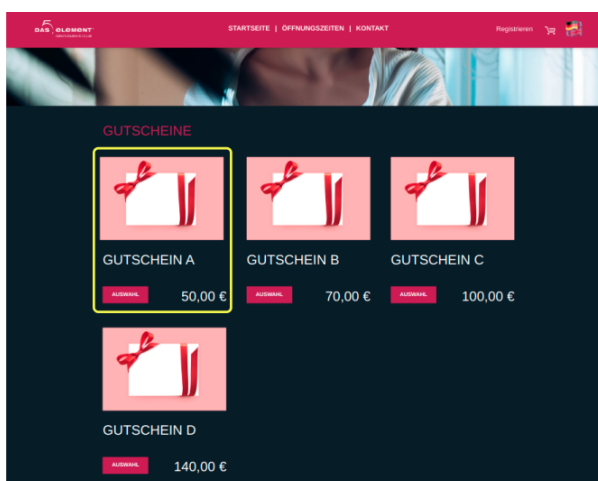 DAS 5 ELEMENT
STARTSEITE | ÖFFNUNGSZEITEN | KONTAKT
Registrieren
GUTSCHEINE
GUTSCHEIN A
AUSWAHL
50,00 €
GUTSCHEIN B
AUSWAHL
70,00 €
GUTSCHEIN C
AUSWAHL
100,00 €
GUTSCHEIN D
AUSWAHL
140,00 €